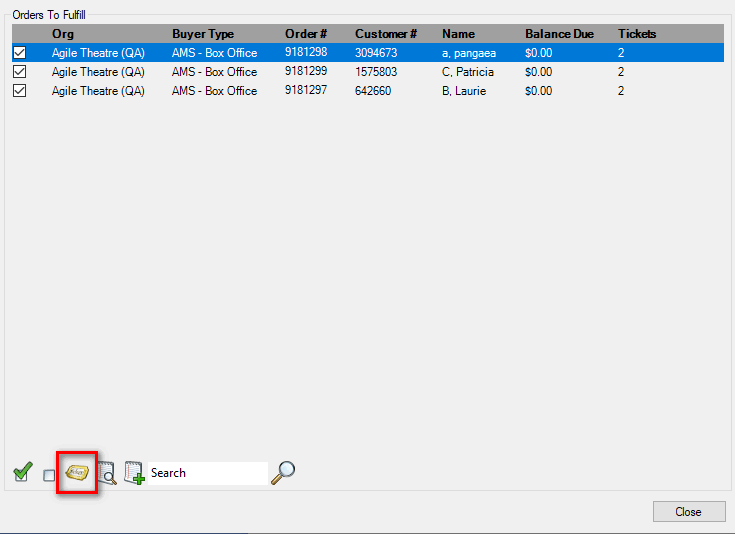 Orders To Fulfill
Org Buyer Type Order # Customer # Name Balance Due Tickets
Agile Theatre (QA) AMS - Box Office 9181298 3094673 a, pangaea $0.00 2
Agile Theatre (QA) AMS - Box Office 9181299 1575803 C, Patricia $0.00 2
Agile Theatre (QA) AMS - Box Office 9181297 642660 B, Laurie $0.00 2
Search
Close